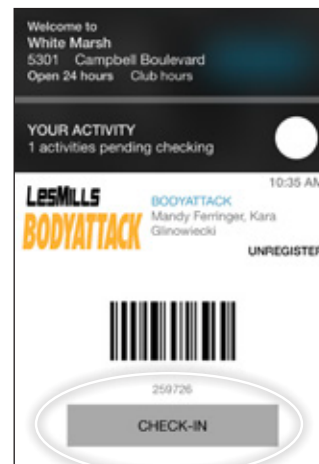 Welcome to
White Marsh
5301 Campbell Boulevard
Open 24 hours Club hours
YOUR ACTIVITY
1 activities pending checking
10:35 AM
LESMILLS
BODYATTACK
BODYATTACK
Mandy Ferringer, Kara
Glinowiecki
UNREGISTER
259726
CHECK-IN